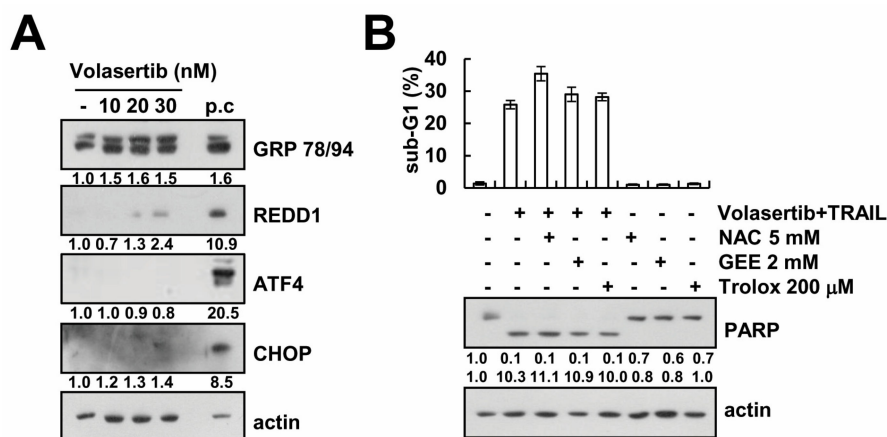 A
Volasertib (nM)
- 10 20 30 p.c
GRP 78/94
1.0 1.5 1.6 1.5 1.6
REDD1
1.0 0.7 1.3 2.4 10.9
ATF4
1.0 1.0 0.9 0.8 20.5
CHOP
1.0 1.2 1.3 1.4 8.5
actin
B
sub-G1 (%)
40
30
20
10
0
- + + + + - - - Volasertib+TRAIL
- - + - - + - - NAC 5 mM
- - - + - - + - GEE 2 mM
- - - - + - - + Trolox 200 μM
PARP
1.0 0.1 0.1 0.1 0.1 0.7 0.6 0.7
1.0 10.3 11.1 10.9 10.0 0.8 0.8 1.0
actin